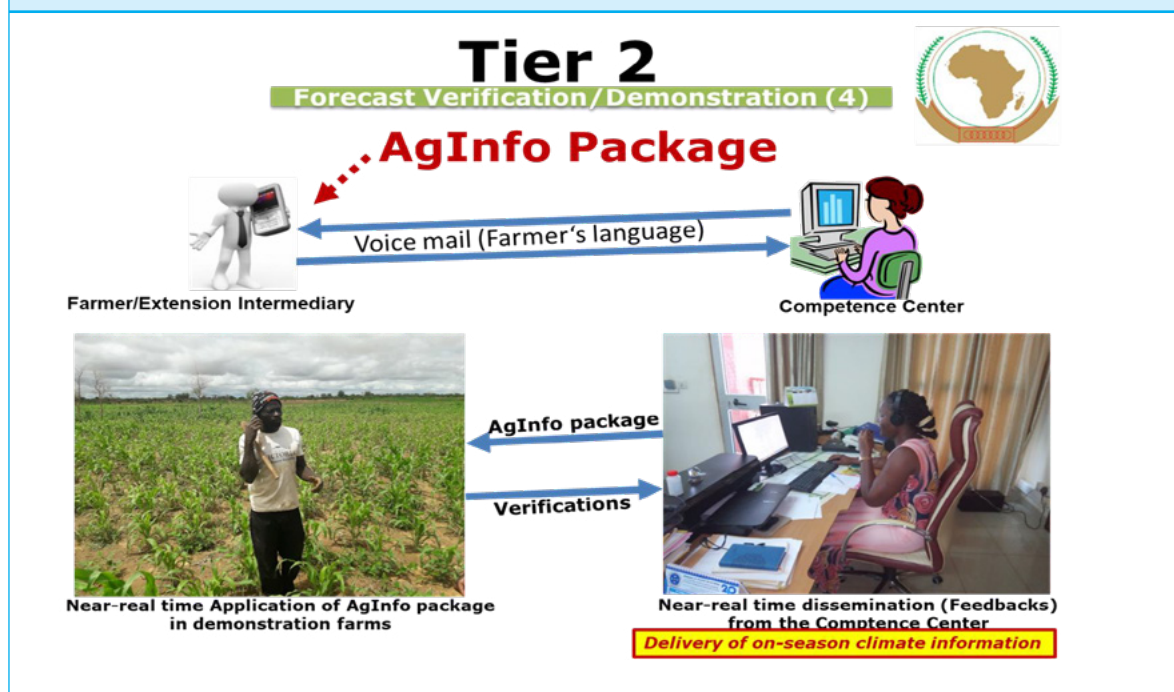 Tier 2
Forecast Verification/Demonstration (4)
AgInfo Package
Voice mail (Farmer‘s language)
Farmer/Extension Intermediary
Competence Center
AgInfo package
Verifications
Near-real time Application of AgInfo package
in demonstration farms
Near-real time dissemination (Feedbacks)
from the Comptence Center
Delivery of on-season climate information